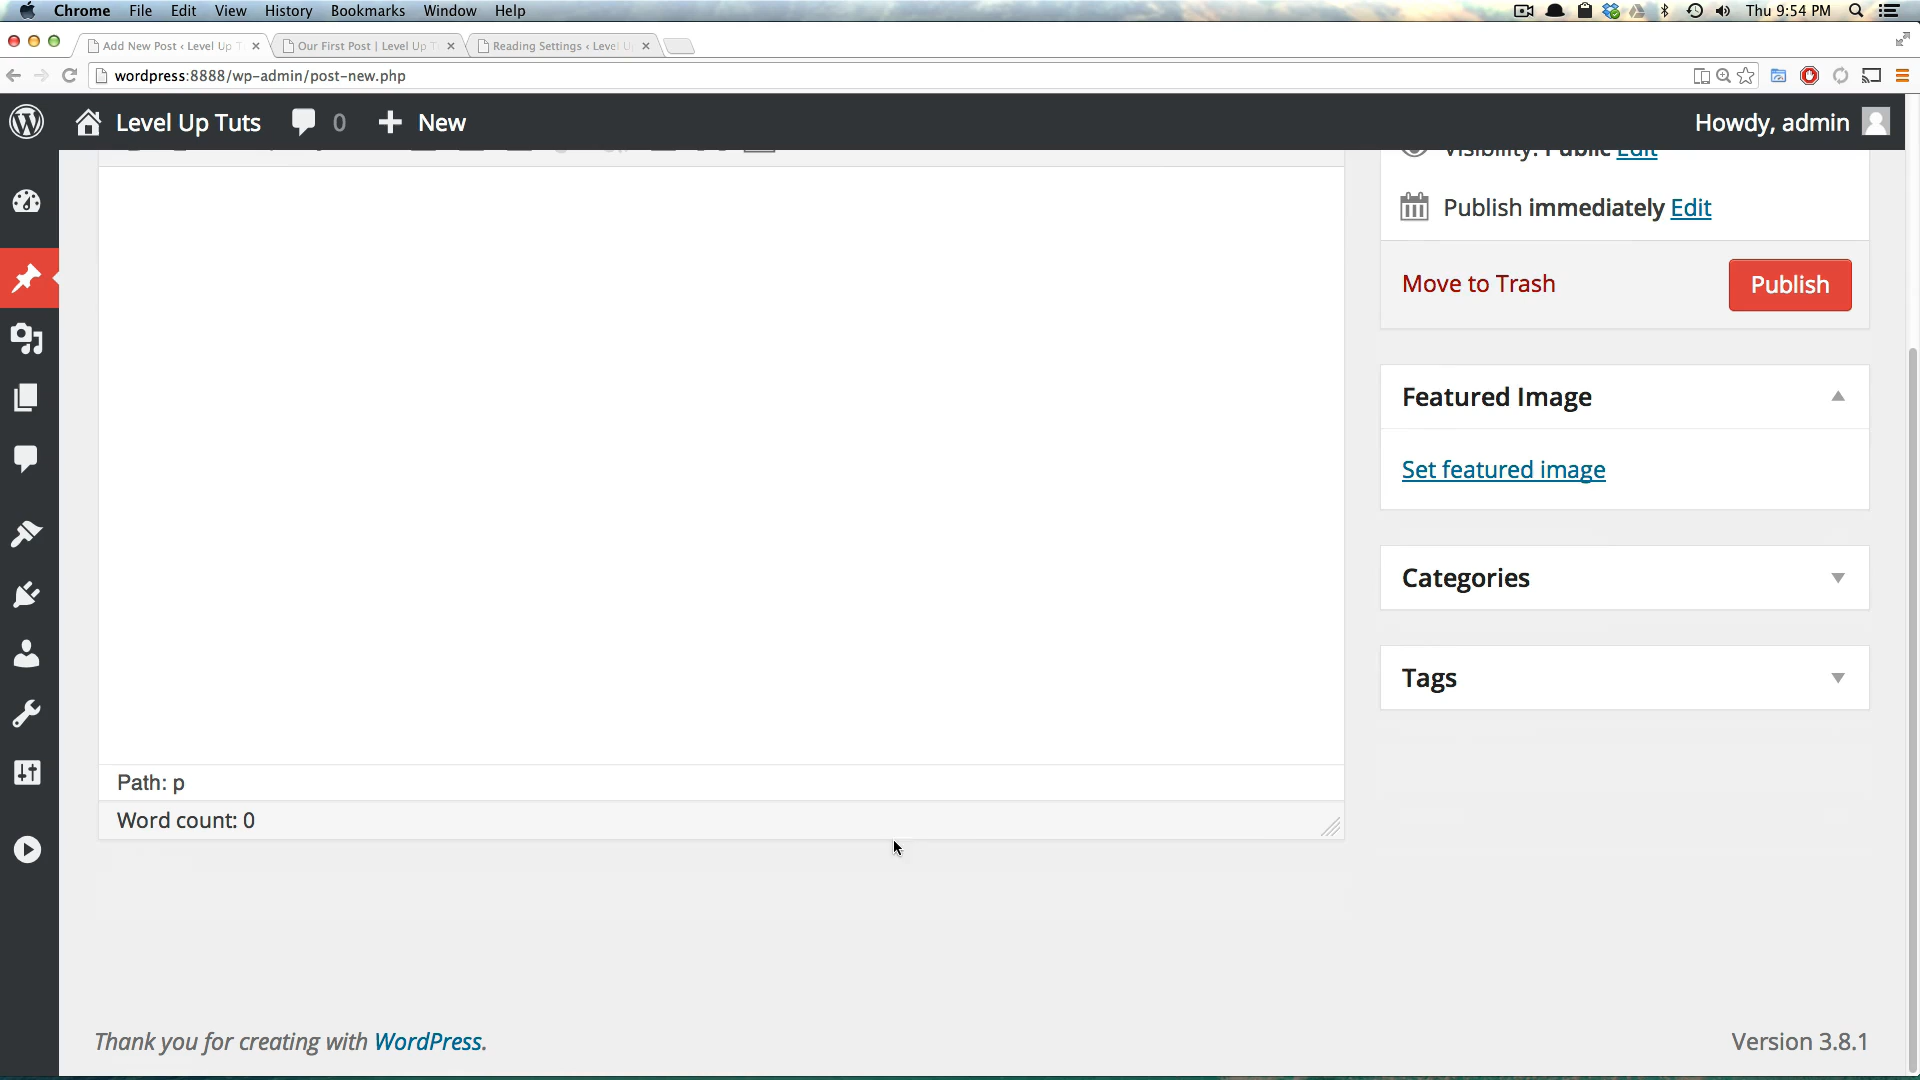 Chrome File Edit View History Bookmarks Window Help Thu 9:54 PM
Add New Post ‹ Level Up T Our First Post | Level Up T Reading Settings ‹ Level U
wordpress:8888/wp-admin/post-new.php
Level Up Tuts 0 New Howdy, admin
Visibility: Public Edit
Publish immediately Edit
Move to Trash Publish
Featured Image
Set featured image
Categories
Tags
Path: p
Word count: 0
Thank you for creating with WordPress. Version 3.8.1